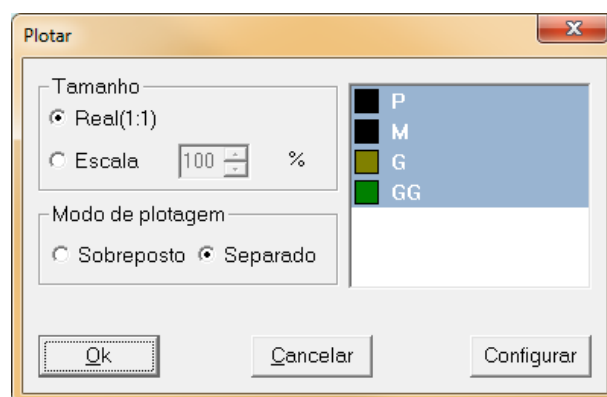 Plotar
Tamanho
Real(1:1)
Escala 100 %
Modo de plotagem
Sobreposto Separado
P
M
G
GG
Ok Cancelar Configurar